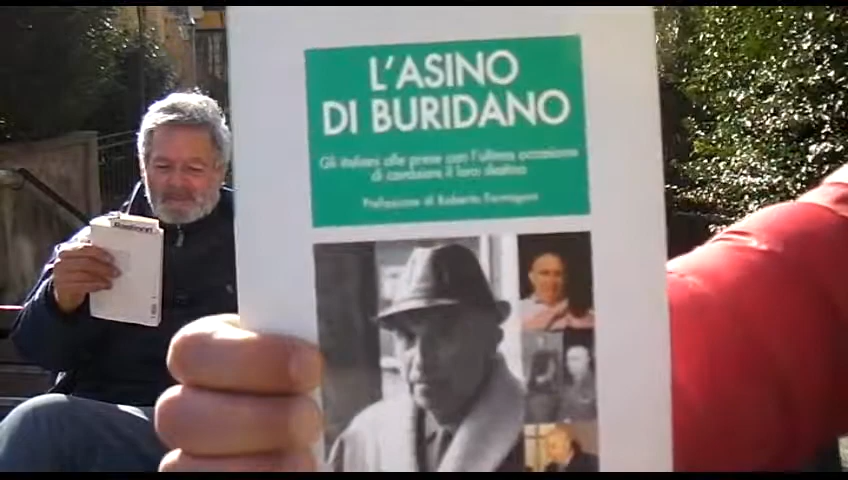 L'ASINO
DI BURIDANO
Gli italiani alle prese con l'ultima occasione
di cambiare il loro destino
Prefazione di Roberto Formigoni